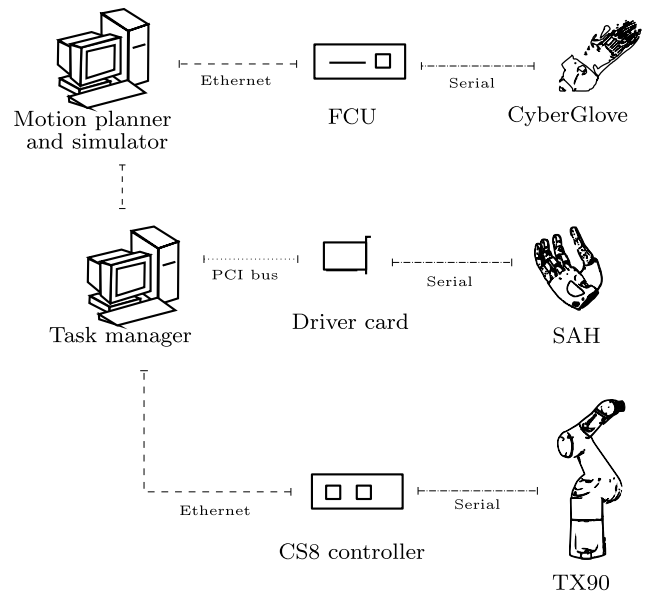 Ethernet
Serial
Motion planner
and simulator
FCU
CyberGlove
PCI bus
Serial
Task manager
Driver card
SAH
Ethernet
Serial
CS8 controller
TX90